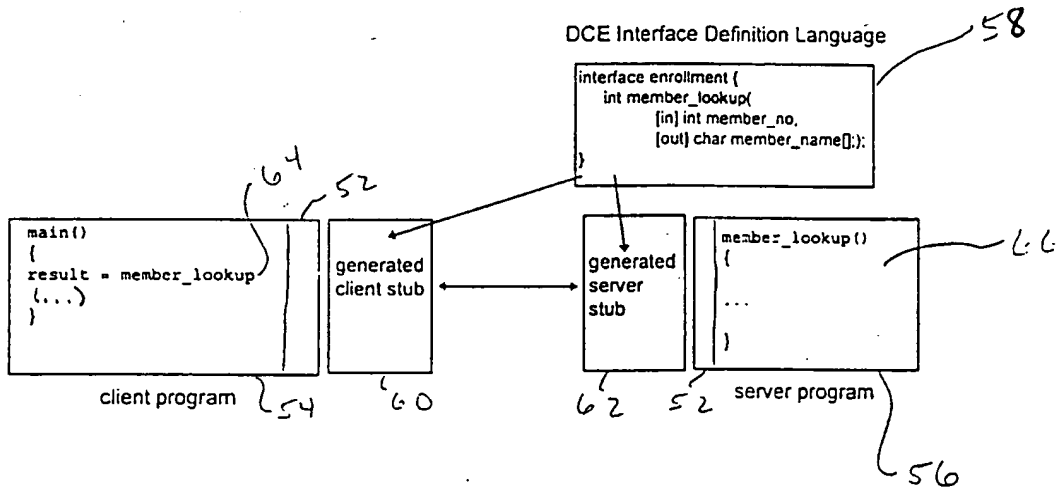 58
DCE Interface Definition Language
interface enrollment {
int member_lookup(
[in] int member_no,
[out] char member_name[];);
}
64
52
main()
{
result = member_lookup
(...)
}
generated
client stub
generated
server
stub
member_lookup()
{
...
}
66
client program
54
60
62
52
server program
56